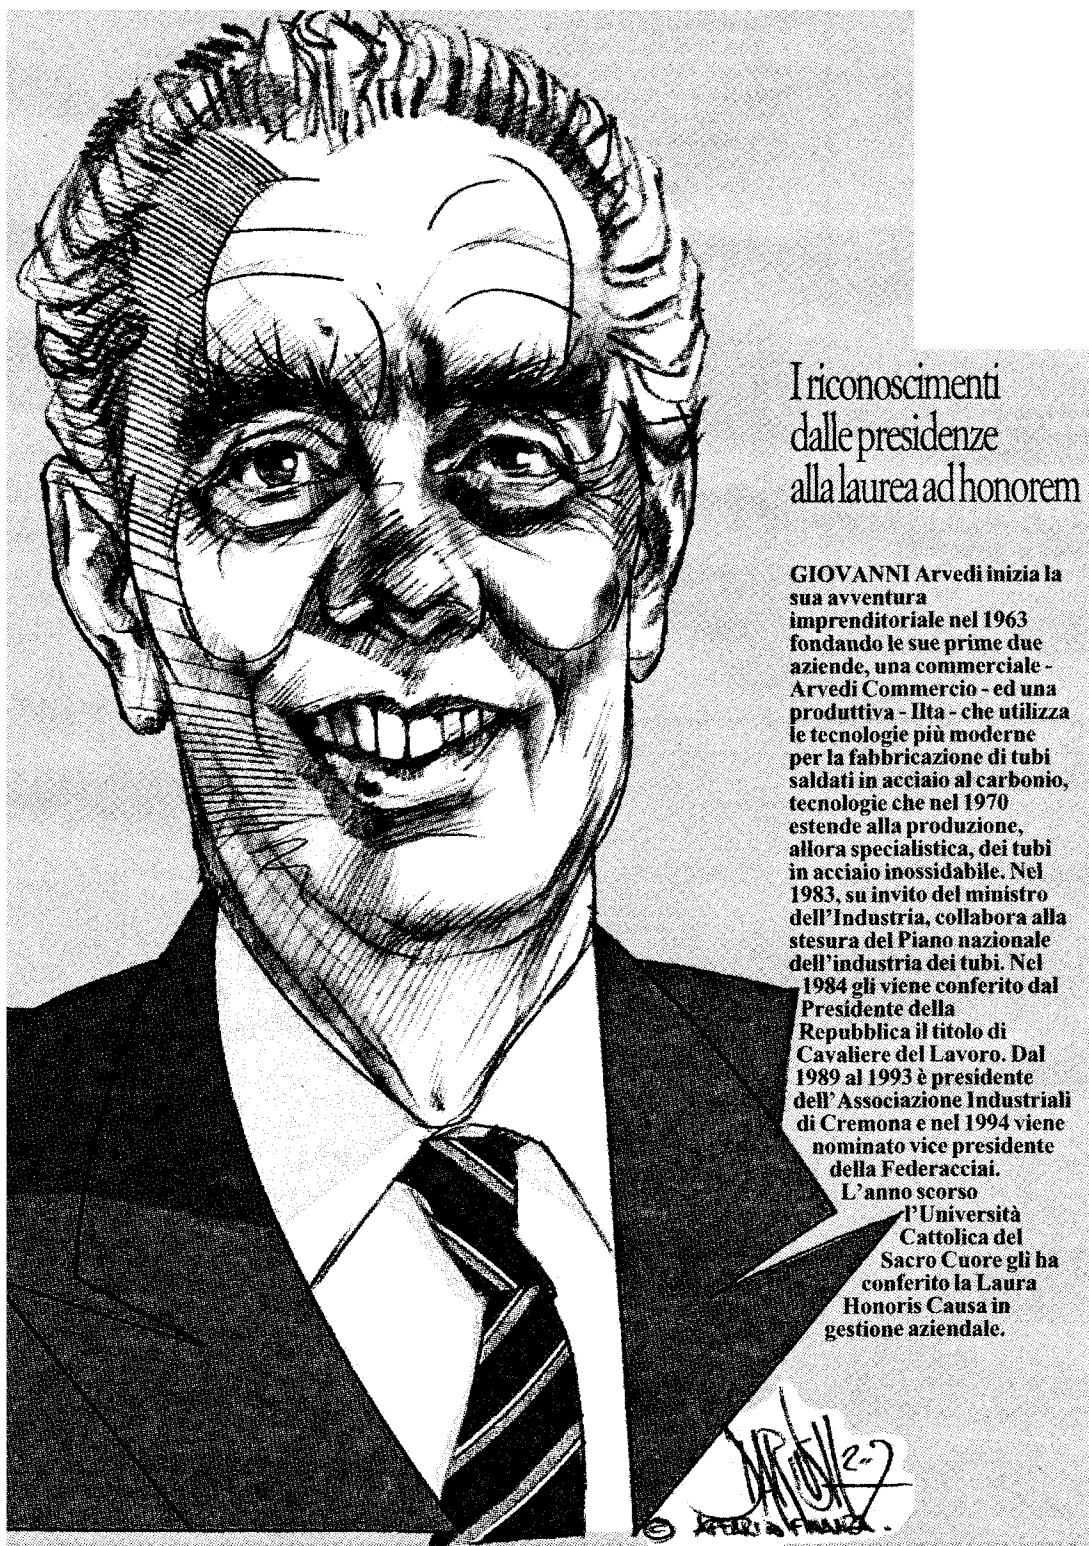 I riconoscimenti
dalle presidenze
alla laurea ad honorem
GIOVANNI Arvedi inizia la
sua avventura
imprenditoriale nel 1963
fondando le sue prime due
aziende, una commerciale -
Arvedi Commercio - ed una
produttiva - Ilta - che utilizza
le tecnologie più moderne
per la fabbricazione di tubi
saldati in acciaio al carbonio,
tecnologie che nel 1970
estende alla produzione,
allora specialistica, dei tubi
in acciaio inossidabile. Nel
1983, su invito del ministro
dell'Industria, collabora alla
stesura del Piano nazionale
dell'industria dei tubi. Nel
1984 gli viene conferito dal
Presidente della
Repubblica il titolo di
Cavaliere del Lavoro. Dal
1989 al 1993 è presidente
dell'Associazione Industriali
di Cremona e nel 1994 viene
nominato vice presidente
della Federacciai.
L'anno scorso
l'Università
Cattolica del
Sacro Cuore gli ha
conferito la Laura
Honoris Causa in
gestione aziendale.
© AFFARI & FINANZA.